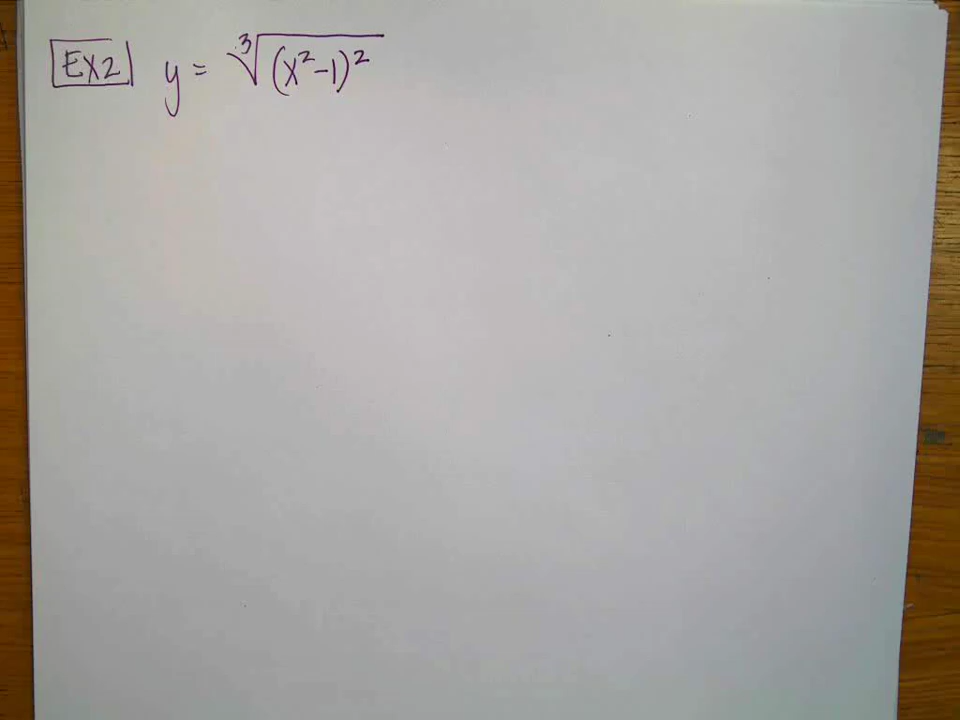 EX2 y = ∛(x²-1)²